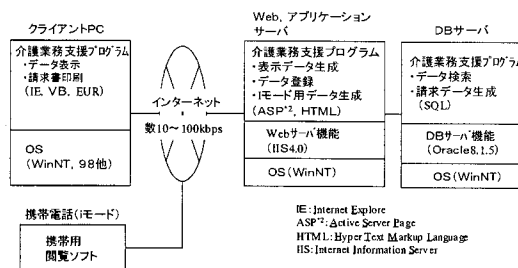 クライアントPC
介護業務支援プログラム
・データ表示
・請求書印刷
(IE, VB, EUR)
OS
(WinNT, 98他)
インターネット
数10～100kbps
携帯電話(iモード)
携帯用
閲覧ソフト
Web, アプリケーション
サーバ
介護業務支援プログラム
・表示データ生成
・データ登録
・Iモード用データ生成
(ASP*2, HTML)
Webサーバ機能
(IIS4.0)
OS(WinNT)
DBサーバ
介護業務支援プログラム
・データ検索
・請求データ生成
(SQL)
DBサーバ機能
(Oracle8.1.5)
OS(WinNT)
IE:Internet Explore
ASP*2:Active Server Page
HTML:Hyper Text Markup Language
IIS:Internet Information Server